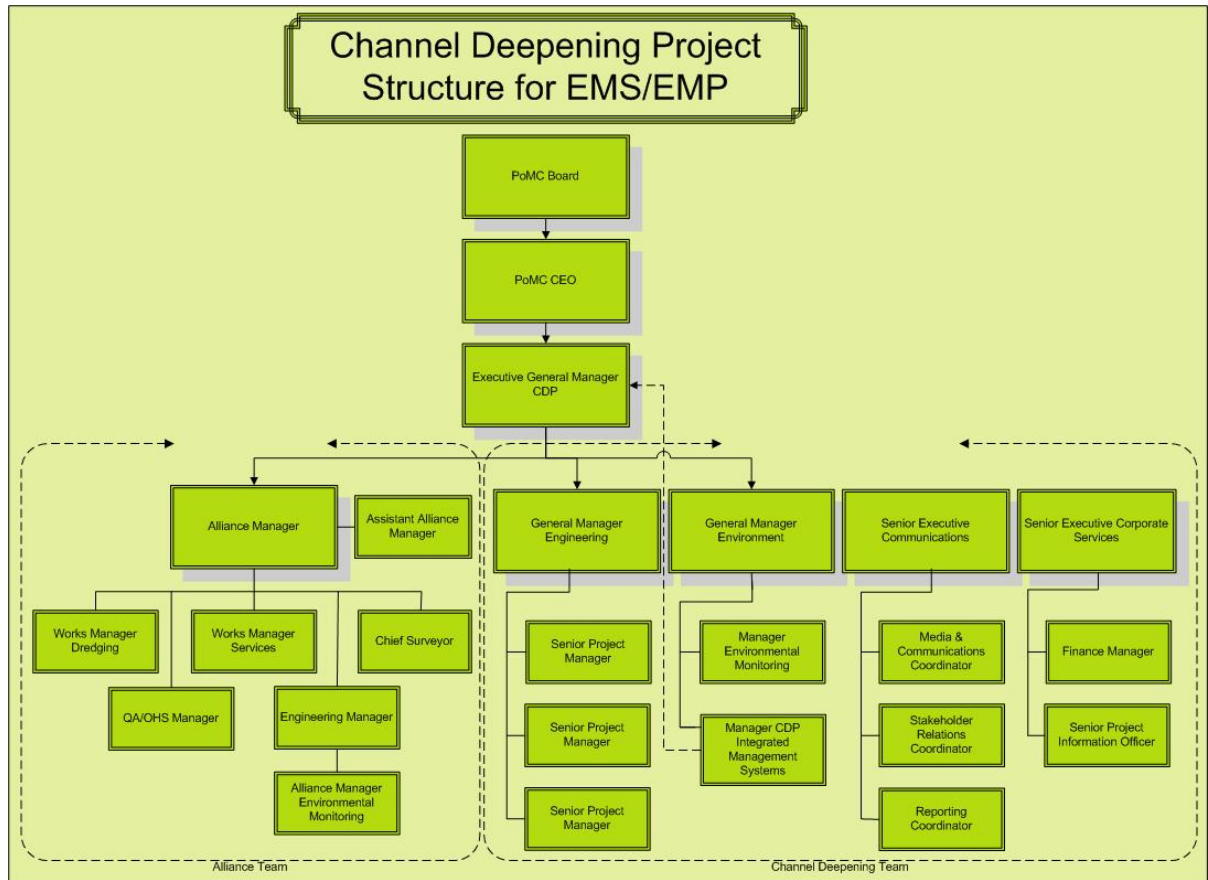 Channel Deepening Project
Structure for EMS/EMP
PoMC Board
PoMC CEO
Executive General Manager
CDP
Alliance Manager
Assistant Alliance
Manager
General Manager
Engineering
General Manager
Environment
Senior Executive
Communications
Senior Executive Corporate
Services
Works Manager
Dredging
Works Manager
Services
Chief Surveyor
QA/OHS Manager
Engineering Manager
Alliance Manager
Environmental
Monitoring
Senior Project
Manager
Senior Project
Manager
Senior Project
Manager
Manager
Environmental
Monitoring
Manager CDP
Integrated
Management
Systems
Media &
Communications
Coordinator
Stakeholder
Relations
Coordinator
Reporting
Coordinator
Finance Manager
Senior Project
Information Officer
Alliance Team
Channel Deepening Team